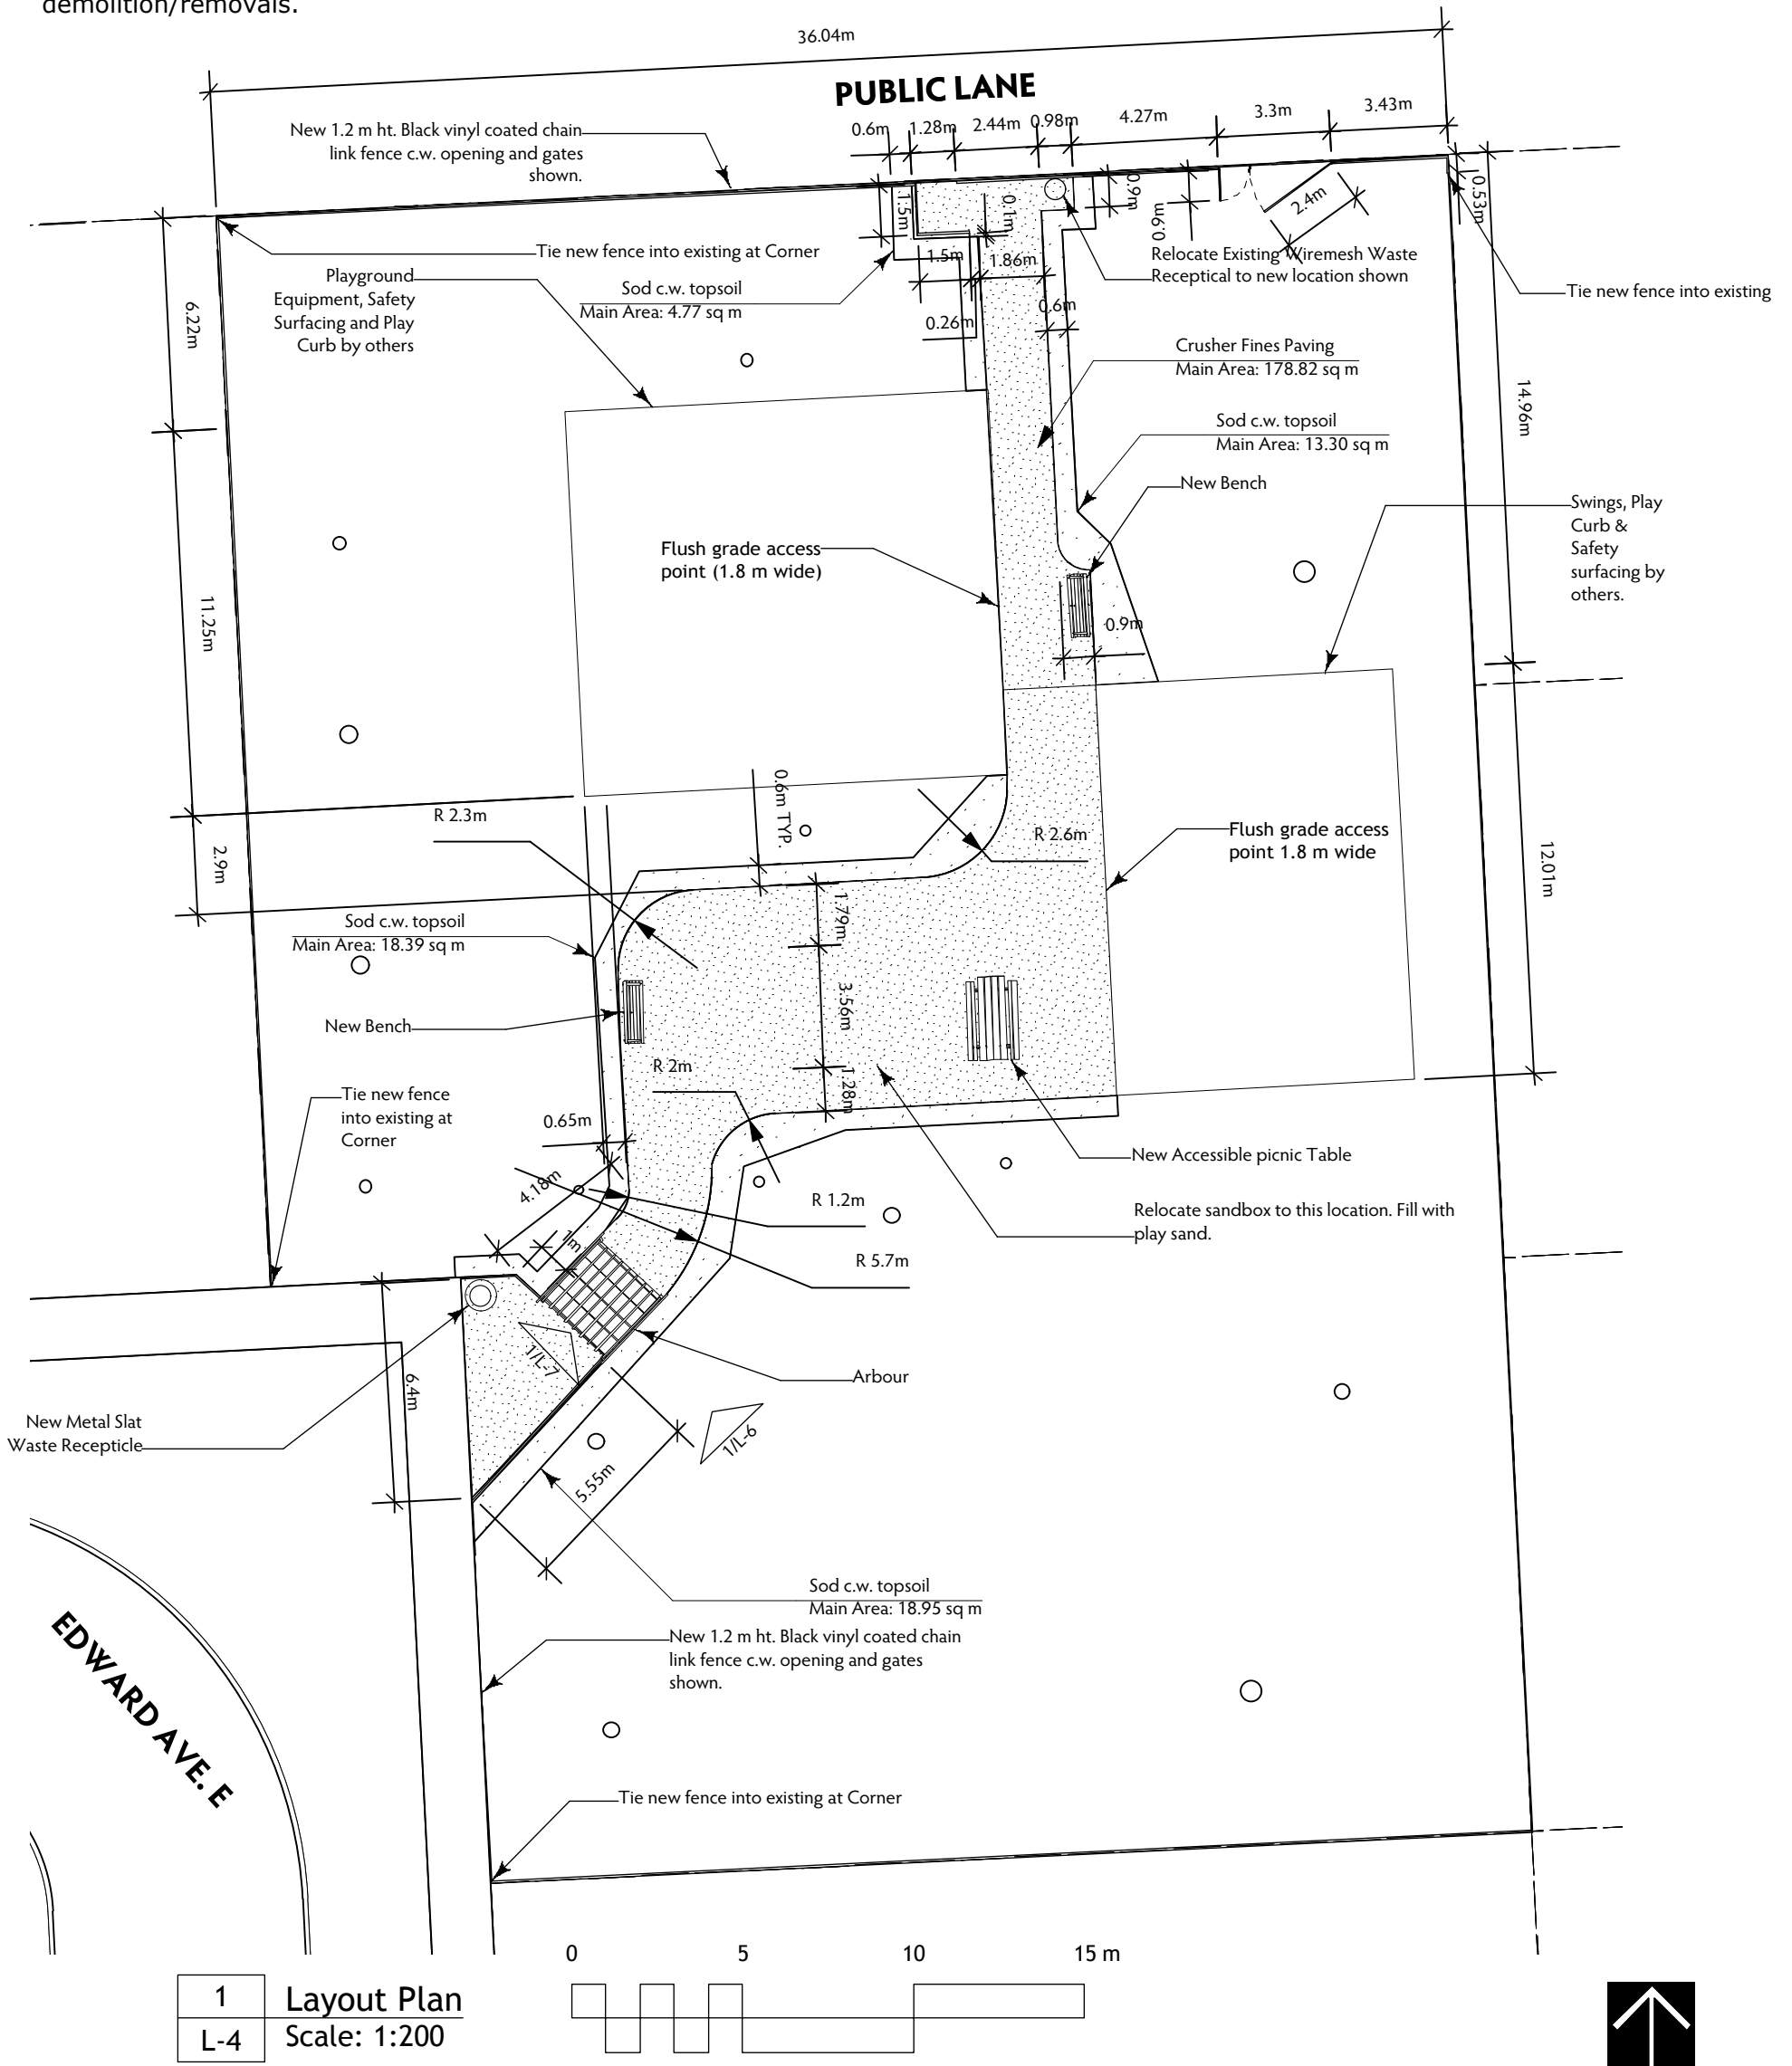 demolition/removals.
36.04m
PUBLIC LANE
0.6m
1.28m
2.44m
0.98m
4.27m
3.3m
3.43m
New 1.2 m ht. Black vinyl coated chain
link fence c.w. opening and gates
shown.
1.5m
0.1m
0.9m
0.9m
2.4m
0.53m
Tie new fence into existing at Corner
1.5m
1.86m
Relocate Existing Wiremesh Waste
Receptical to new location shown
Playground
Equipment, Safety
Surfacing and Play
Curb by others
Sod c.w. topsoil
Main Area: 4.77 sq m
Tie new fence into existing
6.22m
0.26m
0.6m
Crusher Fines Paving
Main Area: 178.82 sq m
14.96m
Sod c.w. topsoil
Main Area: 13.30 sq m
New Bench
Swings, Play
Curb &
Safety
surfacing by
others.
Flush grade access
point (1.8 m wide)
11.25m
0.9m
0.6m TYP.
R 2.3m
R 2.6m
Flush grade access
point 1.8 m wide
2.9m
12.01m
Sod c.w. topsoil
Main Area: 18.39 sq m
1.79m
3.56m
New Bench
R 2m
1.28m
Tie new fence
into existing at
Corner
0.65m
New Accessible picnic Table
4.18m
R 1.2m
Relocate sandbox to this location. Fill with
play sand.
1m
R 5.7m
1/L-7
Arbour
6.4m
New Metal Slat
Waste Recepticle
1/L-6
5.55m
Sod c.w. topsoil
Main Area: 18.95 sq m
New 1.2 m ht. Black vinyl coated chain
link fence c.w. opening and gates
shown.
EDWARD AVE. E
Tie new fence into existing at Corner
0 5 10 15 m
1
Layout Plan
L-4
Scale: 1:200